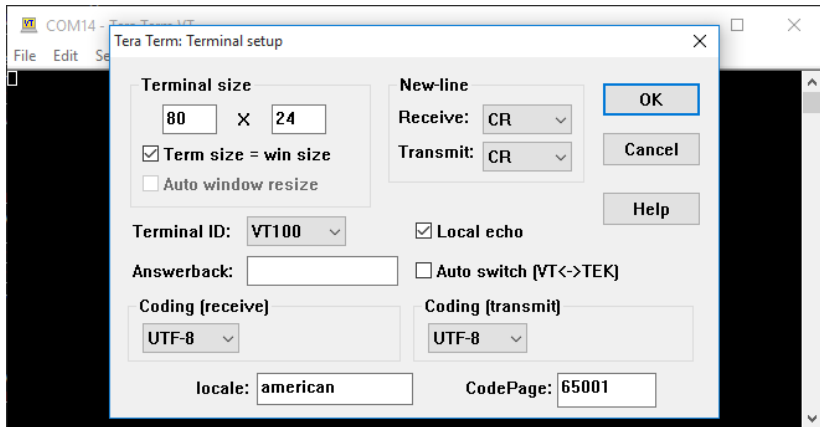 COM14 - Tera Term VT
File Edit Se
Tera Term: Terminal setup
Terminal size
80 X 24
Term size = win size
Auto window resize
New-line
Receive: CR
Transmit: CR
OK
Cancel
Help
Terminal ID: VT100
Local echo
Answerback:
Auto switch (VT<->TEK)
Coding (receive)
UTF-8
Coding (transmit)
UTF-8
locale: american
CodePage: 65001